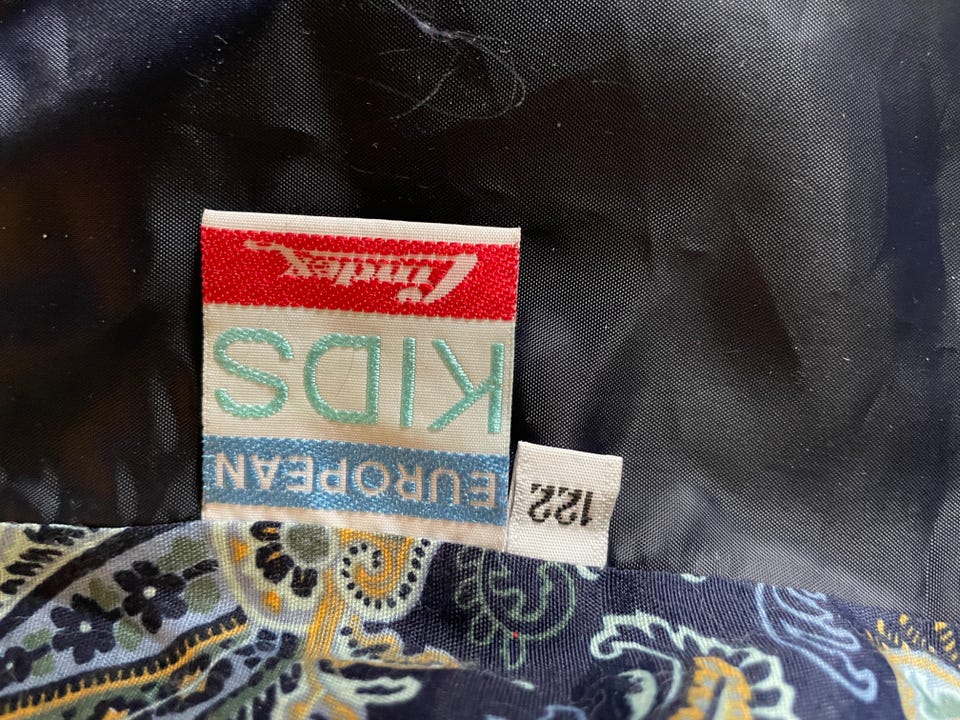 Lindex
KIDS
EUROPEAN
122